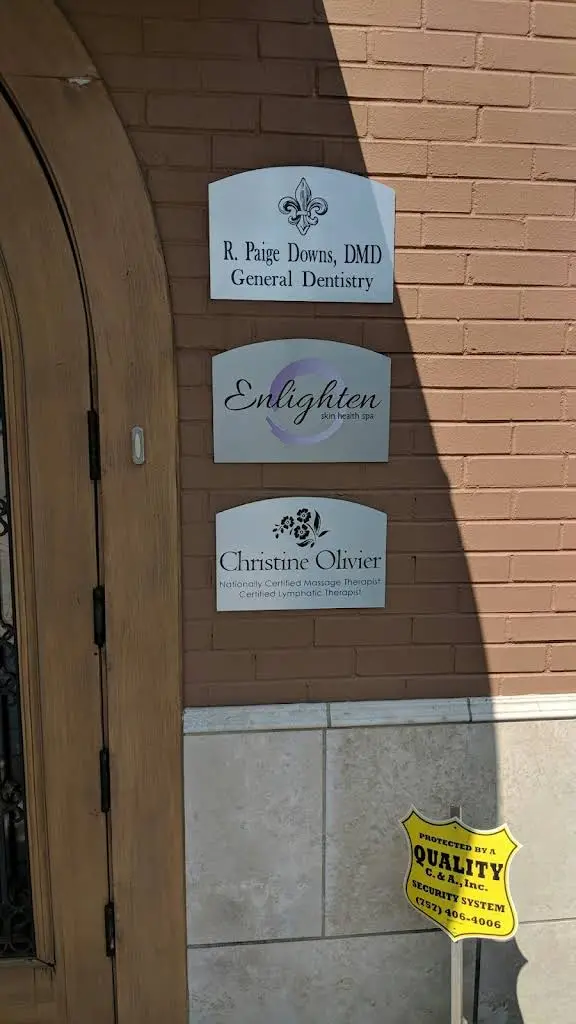 R. Paige Downs, DMD
General Dentistry
Enlighten
skin health spa
Christine Olivier
Nationally Certified Massage Therapist
Certified Lymphatic Therapist
PROTECTED BY A
QUALITY
C. & A., Inc.
SECURITY SYSTEM
(757) 406-4006